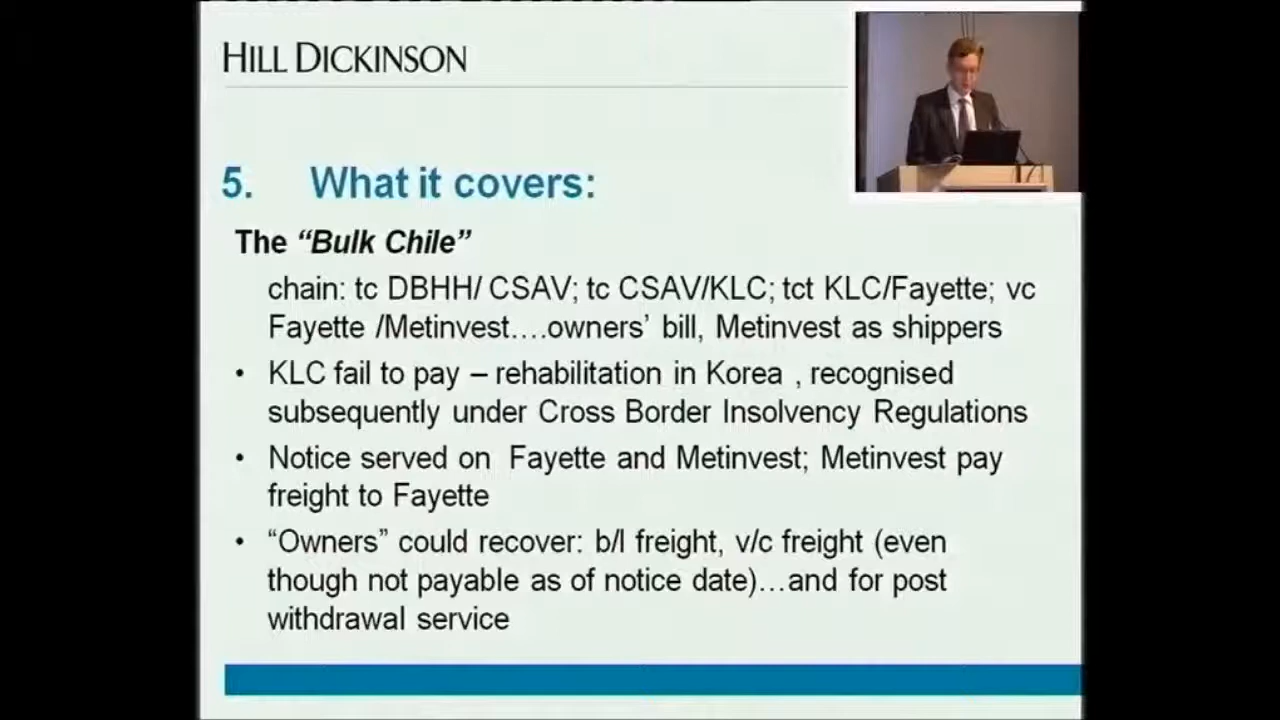 HILL DICKINSON
5. What it covers:
The “Bulk Chile”
chain: tc DBHH/ CSAV; tc CSAV/KLC; tct KLC/Fayette; vc
Fayette /Metinvest….owners’ bill, Metinvest as shippers
• KLC fail to pay – rehabilitation in Korea , recognised
subsequently under Cross Border Insolvency Regulations
• Notice served on Fayette and Metinvest; Metinvest pay
freight to Fayette
• “Owners” could recover: b/l freight, v/c freight (even
though not payable as of notice date)…and for post
withdrawal service